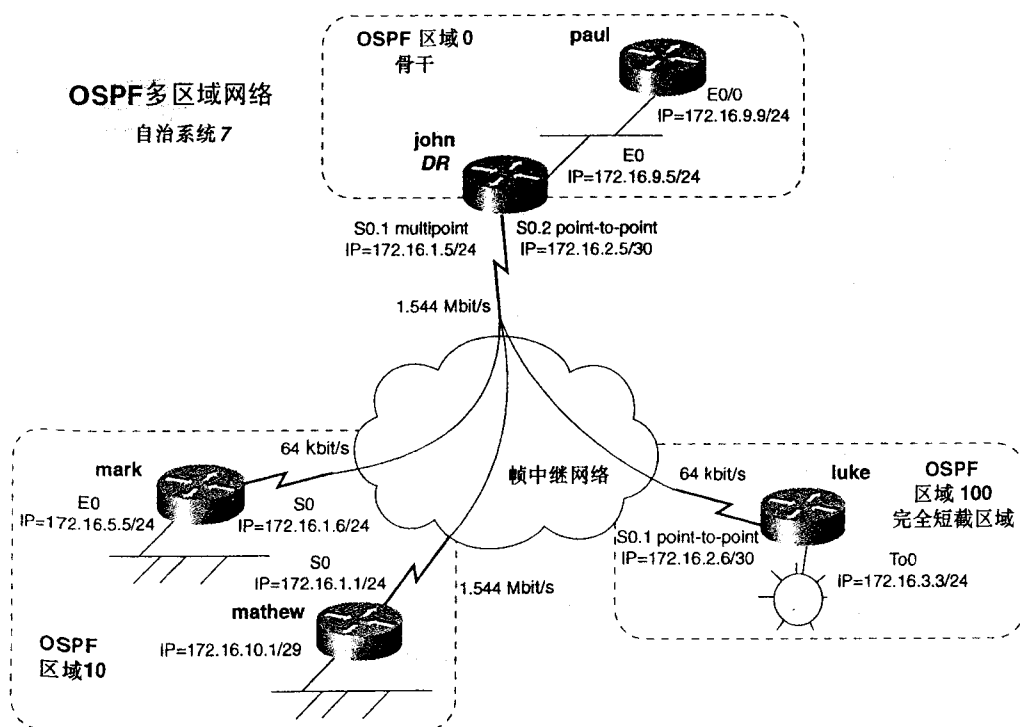 OSPF 区域 0
骨干
paul
OSPF多区域网络
自治系统 7
E0/0
IP=172.16.9.9/24
john
DR
E0
IP=172.16.9.5/24
S0.1 multipoint
IP=172.16.1.5/24
S0.2 point-to-point
IP=172.16.2.5/30
1.544 Mbit/s
64 kbit/s
mark
E0
IP=172.16.5.5/24
S0
IP=172.16.1.6/24
帧中继网络
64 kbit/s
luke
OSPF
区域 100
完全短截区域
S0.1 point-to-point
IP=172.16.2.6/30
To0
IP=172.16.3.3/24
S0
IP=172.16.1.1/24
1.544 Mbit/s
mathew
IP=172.16.10.1/29
OSPF
区域10